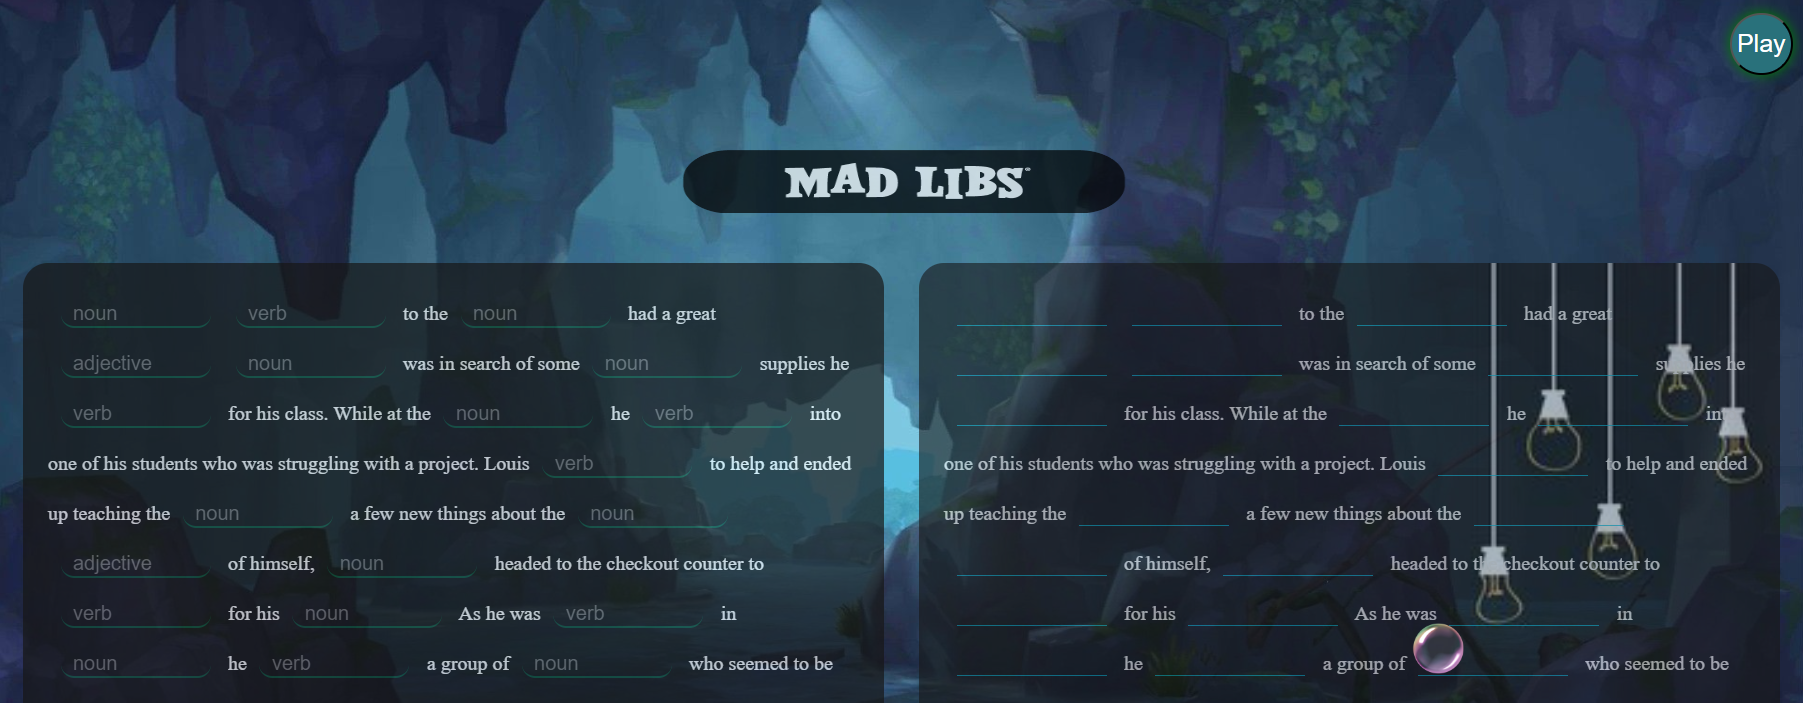 Play
MAD LIBS
noun verb to the noun had a great
adjective noun was in search of some noun supplies he
verb for his class. While at the noun he verb into
one of his students who was struggling with a project. Louis verb to help and ended
up teaching the noun a few new things about the noun
adjective of himself, noun headed to the checkout counter to
verb for his noun As he was verb in
noun he verb a group of noun who seemed to be
to the had a great
was in search of some supplies he
for his class. While at the he into
one of his students who was struggling with a project. Louis to help and ended
up teaching the a few new things about the
of himself, headed to the checkout counter to
for his As he was in
he a group of who seemed to be